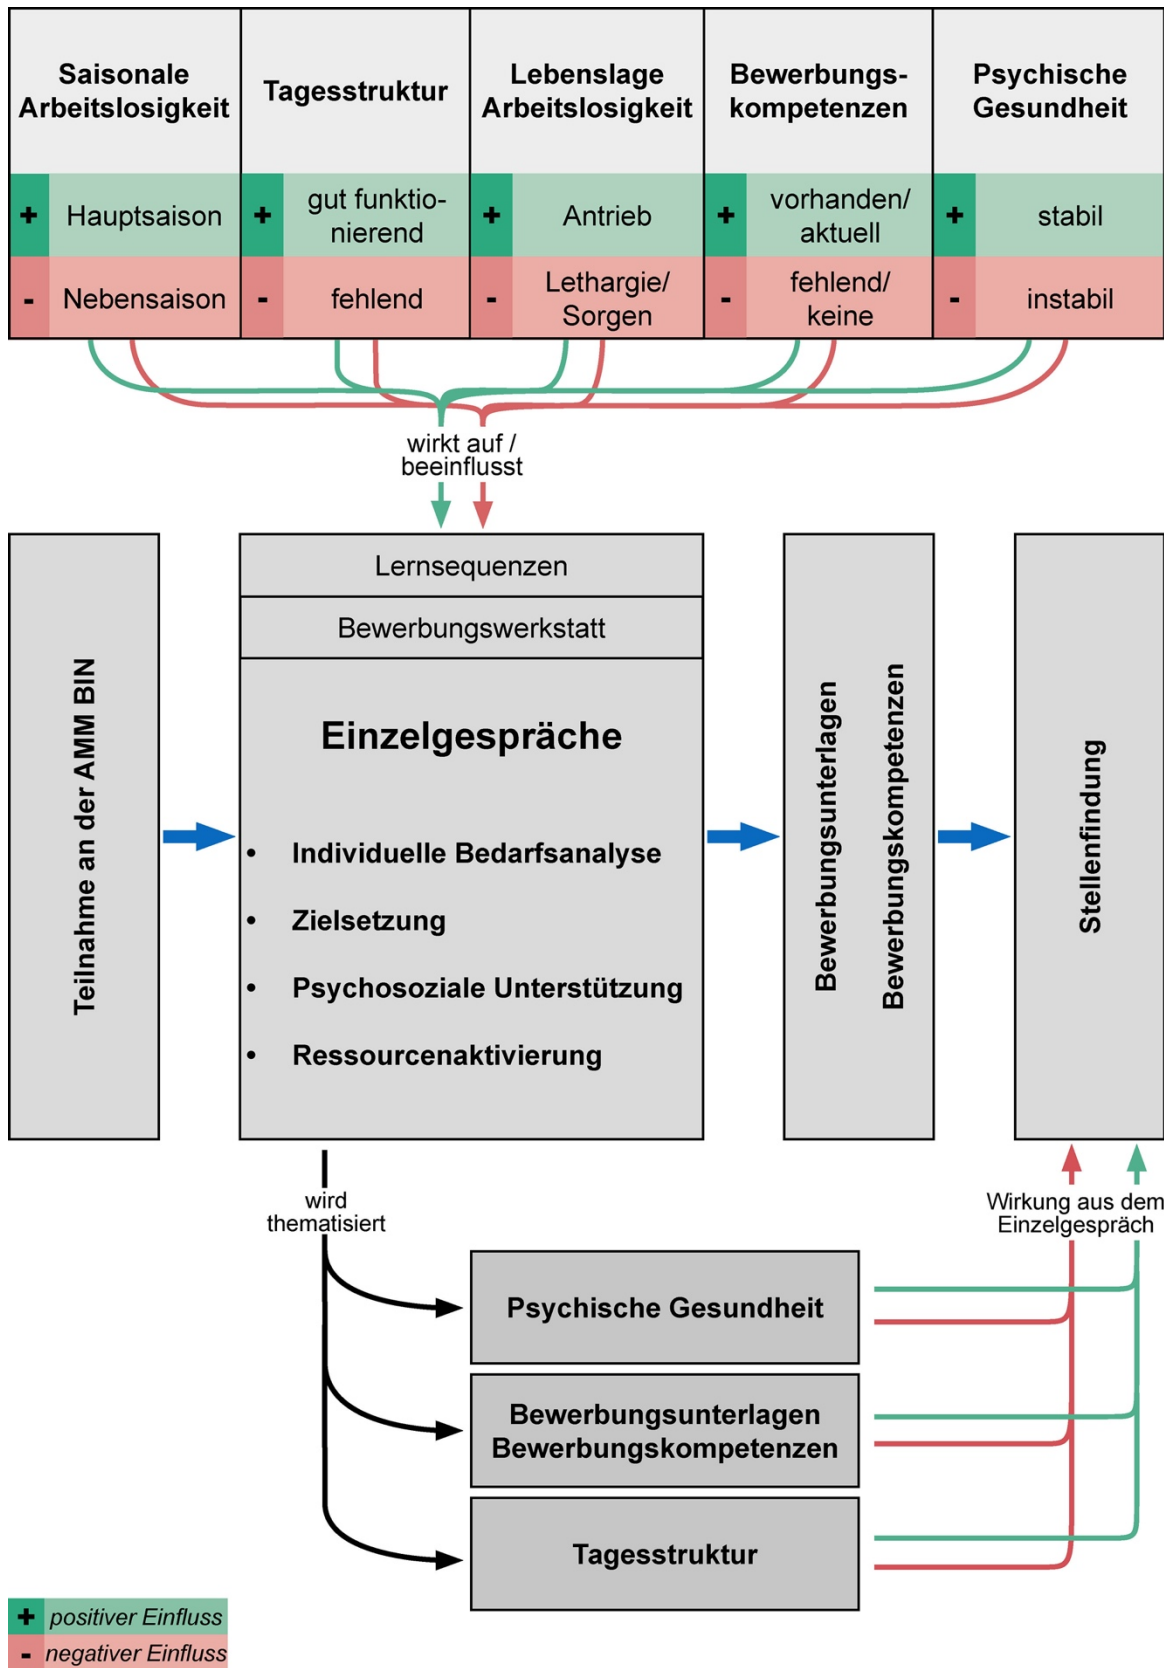 Saisonale
Arbeitslosigkeit
Tagesstruktur
Lebenslage
Arbeitslosigkeit
Bewerbungs-
kompetenzen
Psychische
Gesundheit
+ Hauptsaison
+ gut funktio-
nierend
+ Antrieb
+ vorhanden/
aktuell
+ stabil
- Nebensaison
- fehlend
- Lethargie/
Sorgen
- fehlend/
keine
- instabil
wirkt auf /
beeinflusst
Teilnahme an der AMM BIN
Lernsequenzen
Bewerbungswerkstatt
Einzelgespräche
• Individuelle Bedarfsanalyse
• Zielsetzung
• Psychosoziale Unterstützung
• Ressourcenaktivierung
Bewerbungsunterlagen
Bewerbungskompetenzen
Stellenfindung
wird
thematisiert
Wirkung aus dem
Einzelgespräch
Psychische Gesundheit
Bewerbungsunterlagen
Bewerbungskompetenzen
Tagesstruktur
+ positiver Einfluss
- negativer Einfluss